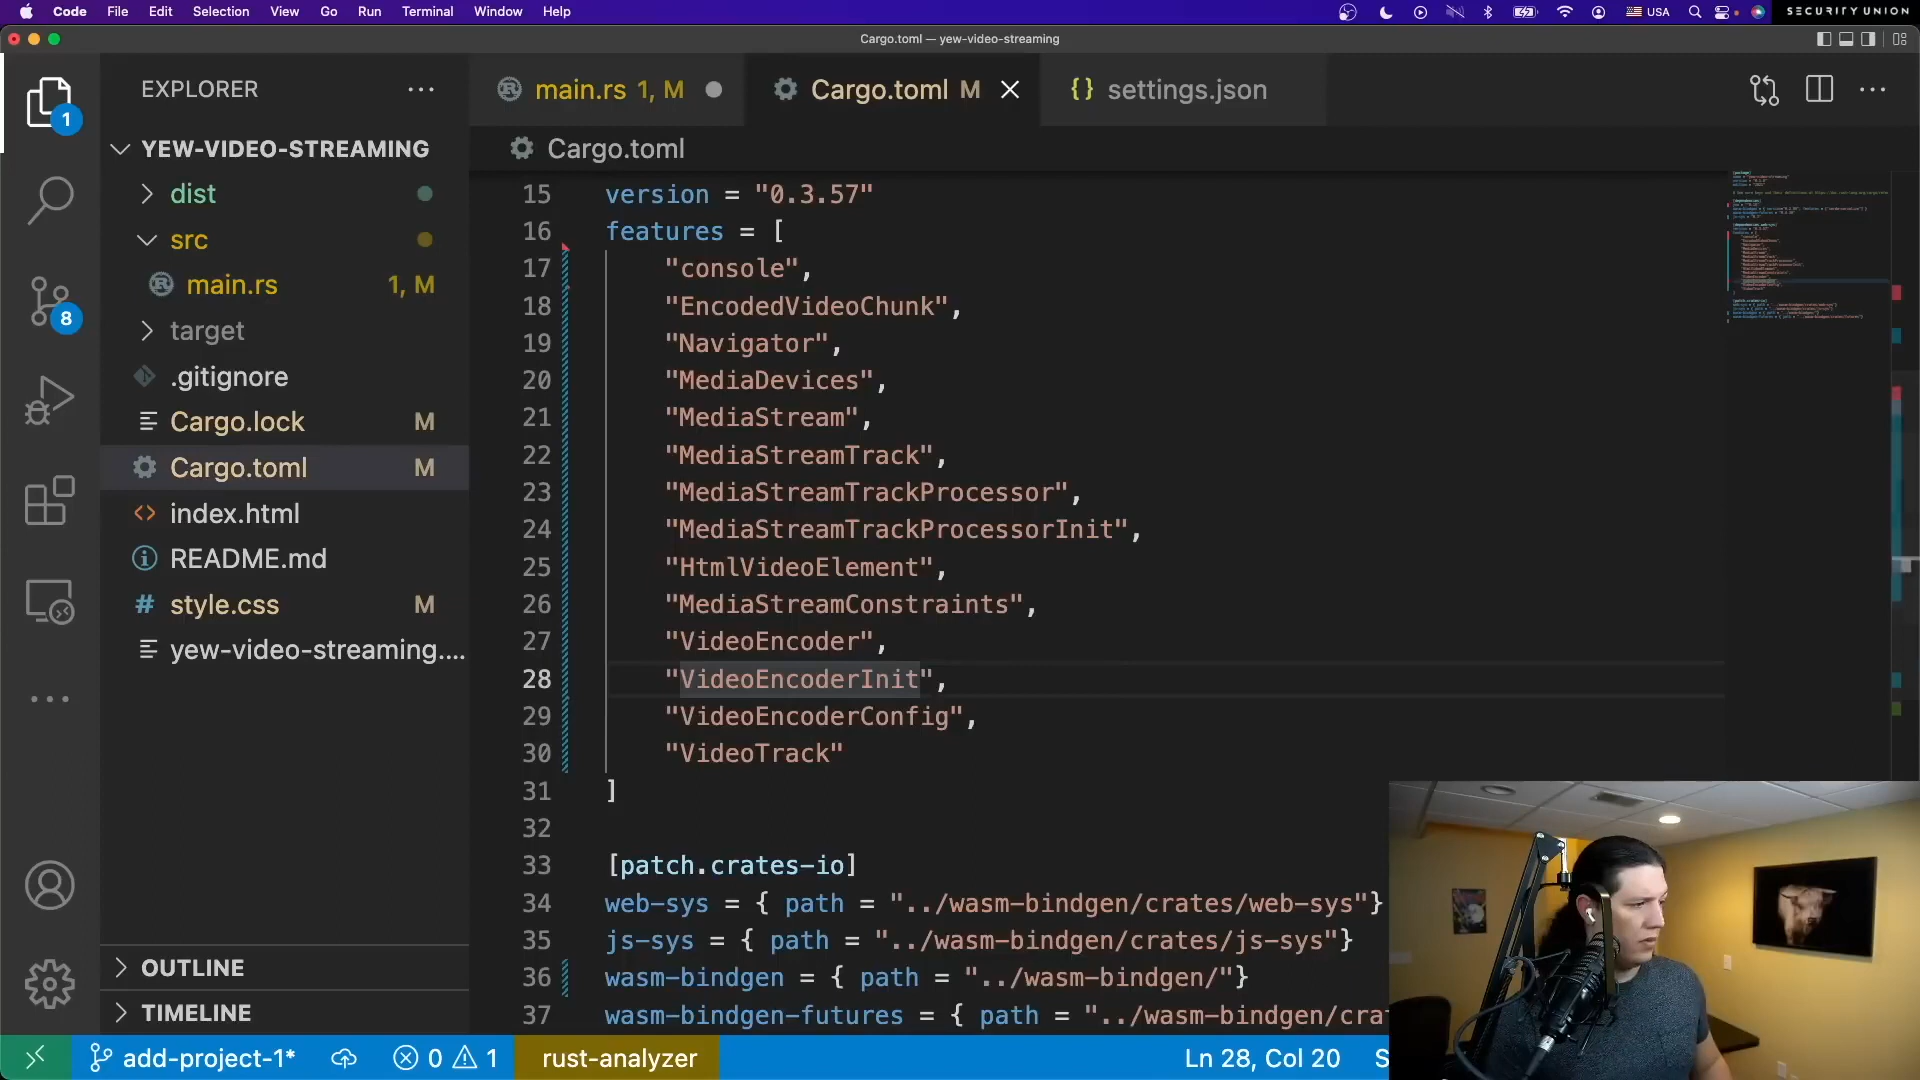 Code File Edit Selection View Go Run Terminal Window Help USA SECURITY UNION
Cargo.toml — yew-video-streaming
EXPLORER
main.rs 1, M
Cargo.toml M
{} settings.json
1
YEW-VIDEO-STREAMING
Cargo.toml
dist
src
main.rs 1, M
target
.gitignore
Cargo.lock M
Cargo.toml M
index.html
README.md
# style.css M
yew-video-streaming....
8
15 version = "0.3.57"
16 features = [
17 "console",
18 "EncodedVideoChunk",
19 "Navigator",
20 "MediaDevices",
21 "MediaStream",
22 "MediaStreamTrack",
23 "MediaStreamTrackProcessor",
24 "MediaStreamTrackProcessorInit",
25 "HtmlVideoElement",
26 "MediaStreamConstraints",
27 "VideoEncoder",
28 "VideoEncoderInit",
29 "VideoEncoderConfig",
30 "VideoTrack"
31 ]
32
33 [patch.crates-io]
34 web-sys = { path = "../wasm-bindgen/crates/web-sys"}
35 js-sys = { path = "../wasm-bindgen/crates/js-sys"}
36 wasm-bindgen = { path = "../wasm-bindgen/"}
37 wasm-bindgen-futures = { path = "../wasm-bindgen/cra
OUTLINE
TIMELINE
add-project-1* 0 1 rust-analyzer Ln 28, Col 20 S